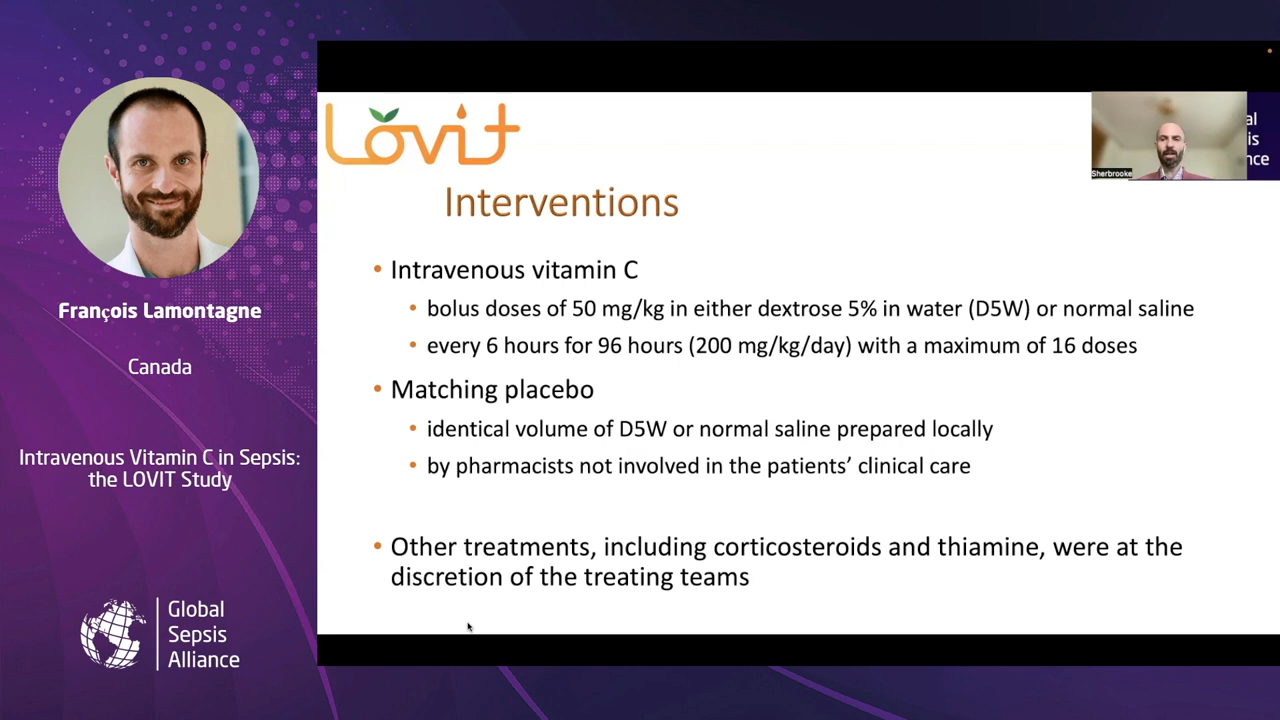 François Lamontagne
Canada
Intravenous Vitamin C in Sepsis:
the LOVIT Study
Global
Sepsis
Alliance
Lovit
Interventions
• Intravenous vitamin C
• bolus doses of 50 mg/kg in either dextrose 5% in water (D5W) or normal saline
• every 6 hours for 96 hours (200 mg/kg/day) with a maximum of 16 doses
• Matching placebo
• identical volume of D5W or normal saline prepared locally
• by pharmacists not involved in the patients’ clinical care
• Other treatments, including corticosteroids and thiamine, were at the
discretion of the treating teams
Sherbrooke
al
is
nce